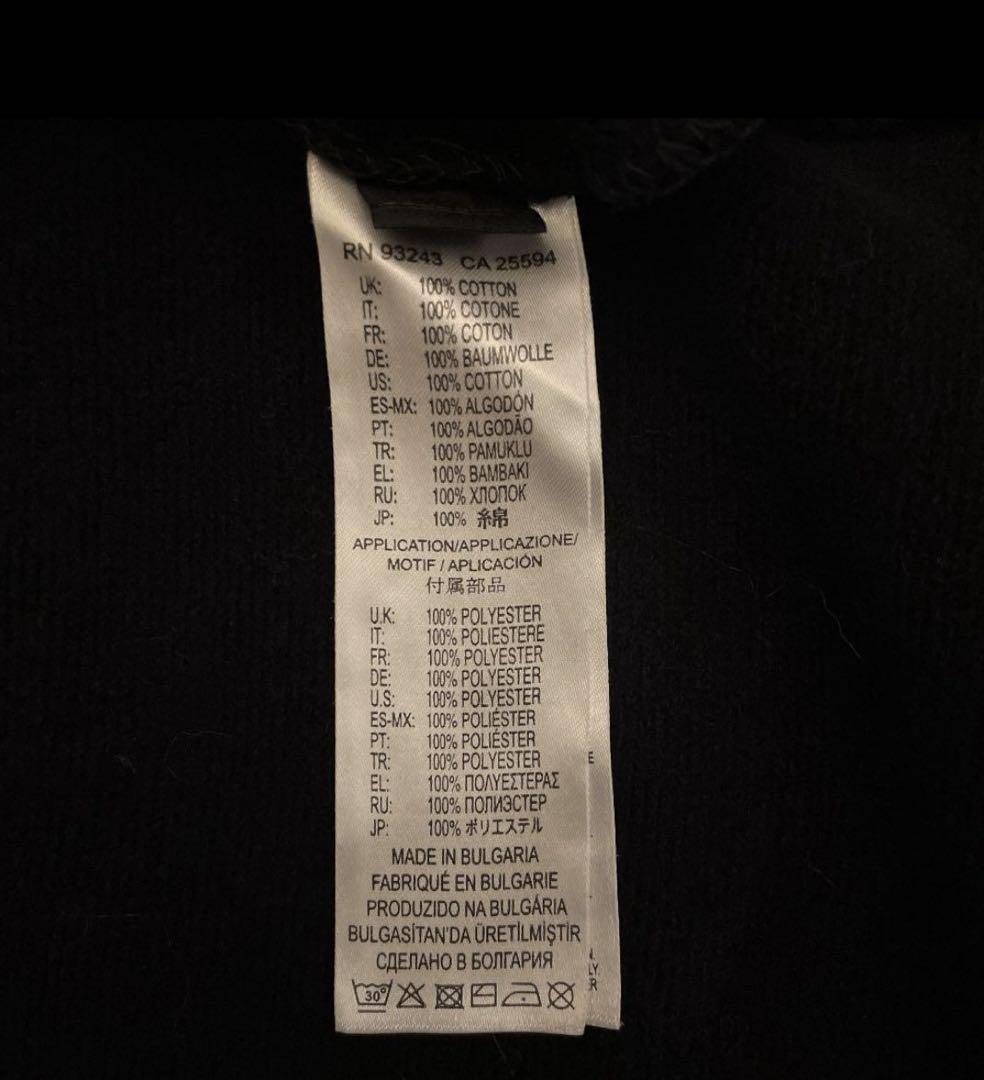 RN 93243 CA 25594
UK: 100% COTTON
IT: 100% COTONE
FR: 100% COTON
DE: 100% BAUMWOLLE
US: 100% COTTON
ES-MX: 100% ALGODÓN
PT: 100% ALGODÃO
TR: 100% PAMUKLU
EL: 100% ΒΑΜΒΑΚΙ
RU: 100% ХЛОПОК
JP: 100% 綿
APPLICATION/APPLICAZIONE/
MOTIF / APLICACIÓN
付属部品
U.K: 100% POLYESTER
IT: 100% POLIESTERE
FR: 100% POLYESTER
DE: 100% POLYESTER
U.S: 100% POLYESTER
ES-MX: 100% POLIÉSTER
PT: 100% POLIÉSTER
TR: 100% POLYESTER
EL: 100% ΠΟΛΥΕΣΤΕΡΑΣ
RU: 100% ПОЛИЭСТЕР
JP: 100% ポリエステル
MADE IN BULGARIA
FABRIQUÉ EN BULGARIE
PRODUZIDO NA BULGÁRIA
BULGASİTAN'DA ÜRETİLMİŞTİR
СДЕЛАНО В БОЛГАРИЯ
30°